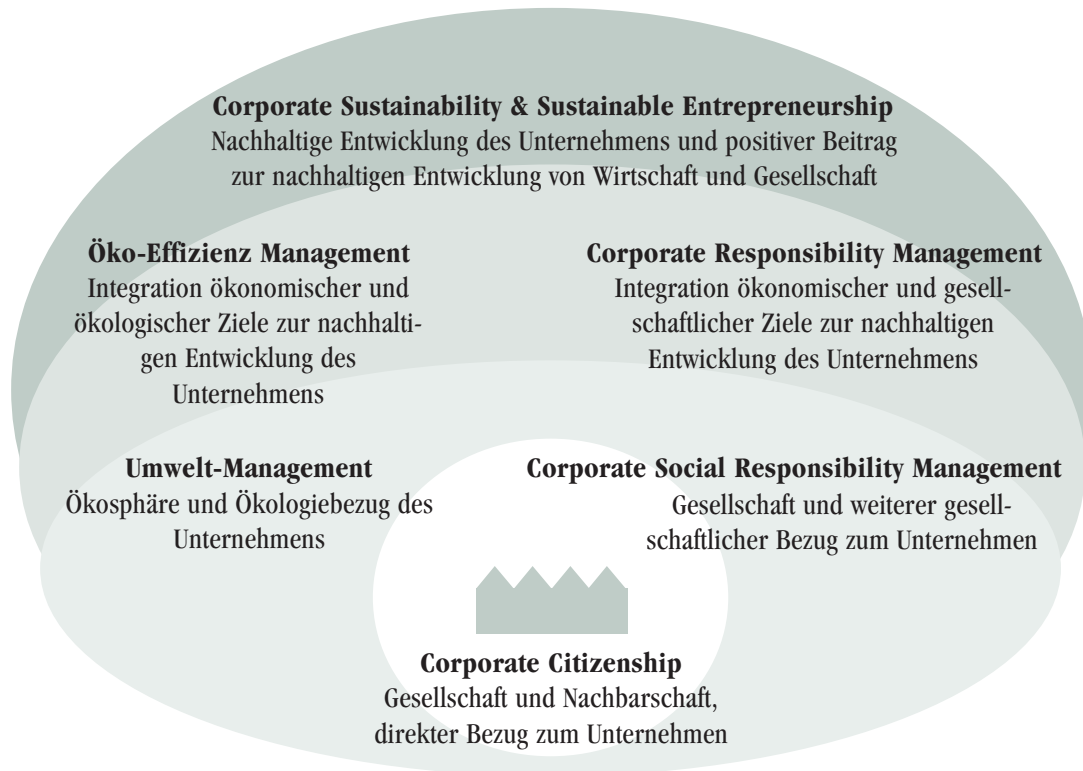 Corporate Sustainability & Sustainable Entrepreneurship
Nachhaltige Entwicklung des Unternehmens und positiver Beitrag
zur nachhaltigen Entwicklung von Wirtschaft und Gesellschaft
Öko-Effizienz Management
Integration ökonomischer und
ökologischer Ziele zur nachhalti-
gen Entwicklung des
Unternehmens
Corporate Responsibility Management
Integration ökonomischer und gesell-
schaftlicher Ziele zur nachhaltigen
Entwicklung des Unternehmens
Umwelt-Management
Ökosphäre und Ökologiebezug des
Unternehmens
Corporate Social Responsibility Management
Gesellschaft und weiterer gesell-
schaftlicher Bezug zum Unternehmen
Corporate Citizenship
Gesellschaft und Nachbarschaft,
direkter Bezug zum Unternehmen